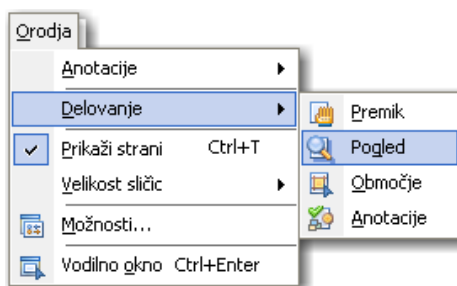 Orodja
Anotacije
Delovanje
Prikaži strani Ctrl+T
Velikost sličic
Možnosti...
Vodilno okno Ctrl+Enter
Premik
Pogled
Območje
Anotacije